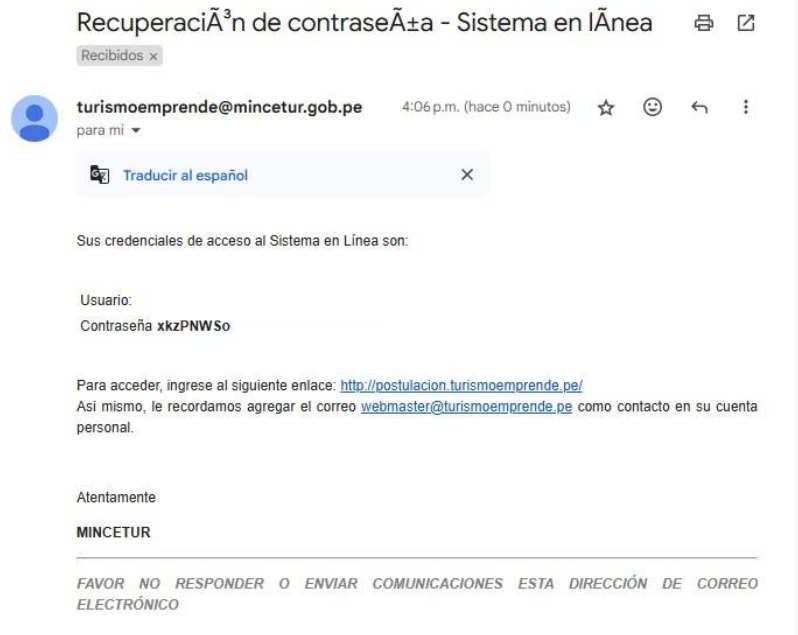 RecuperaciÃ³n de contraseÃ±a - Sistema en lÃnea
Recibidos ×
turismoemprende@mincetur.gob.pe 4:06 p.m. (hace 0 minutos)
para mí
Traducir al español
Sus credenciales de acceso al Sistema en Línea son:
Usuario:
Contraseña xkzPNWSo
Para acceder, ingrese al siguiente enlace: http://postulacion.turismoemprende.pe/
Asi mismo, le recordamos agregar el correo webmaster@turismoemprende.pe como contacto en su cuenta
personal.
Atentamente
MINCETUR
FAVOR NO RESPONDER O ENVIAR COMUNICACIONES ESTA DIRECCIÓN DE CORREO
ELECTRÓNICO